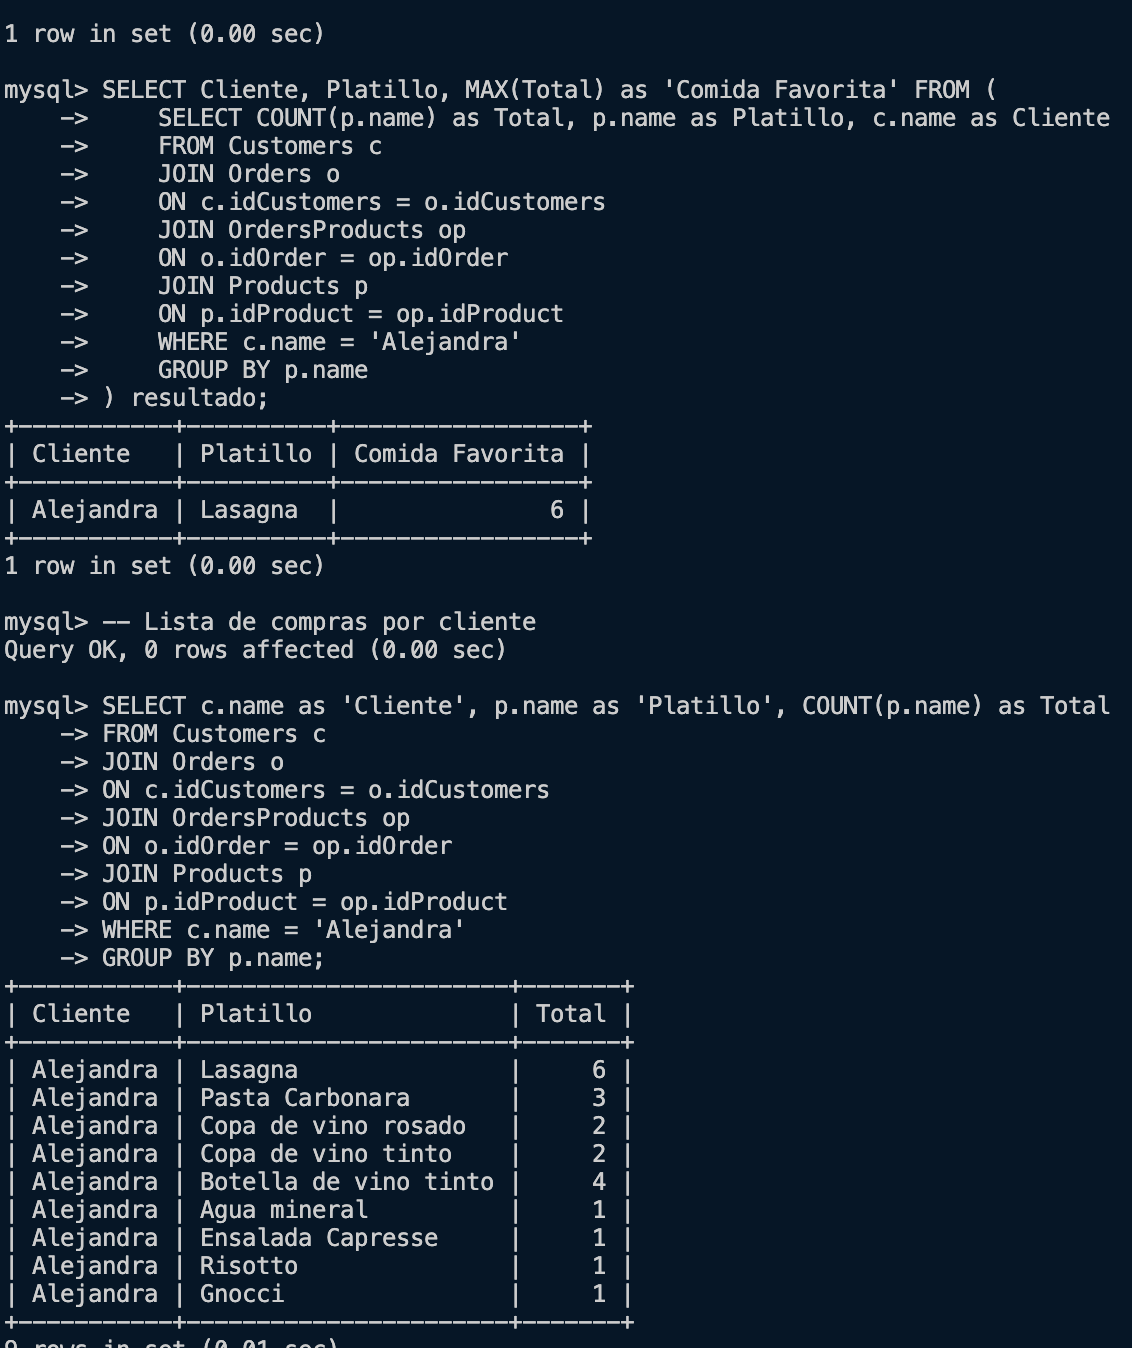 1 row in set (0.00 sec)
mysql> SELECT Cliente, Platillo, MAX(Total) as 'Comida Favorita' FROM (
    ->     SELECT COUNT(p.name) as Total, p.name as Platillo, c.name as Cliente
    ->     FROM Customers c
    ->     JOIN Orders o
    ->     ON c.idCustomers = o.idCustomers
    ->     JOIN OrdersProducts op
    ->     ON o.idOrder = op.idOrder
    ->     JOIN Products p
    ->     ON p.idProduct = op.idProduct
    ->     WHERE c.name = 'Alejandra'
    ->     GROUP BY p.name
    -> ) resultado;
+-----------+----------+-----------------+
| Cliente   | Platillo | Comida Favorita |
+-----------+----------+-----------------+
| Alejandra | Lasagna  |               6 |
+-----------+----------+-----------------+
1 row in set (0.00 sec)
mysql> -- Lista de compras por cliente
Query OK, 0 rows affected (0.00 sec)
mysql> SELECT c.name as 'Cliente', p.name as 'Platillo', COUNT(p.name) as Total
    -> FROM Customers c
    -> JOIN Orders o
    -> ON c.idCustomers = o.idCustomers
    -> JOIN OrdersProducts op
    -> ON o.idOrder = op.idOrder
    -> JOIN Products p
    -> ON p.idProduct = op.idProduct
    -> WHERE c.name = 'Alejandra'
    -> GROUP BY p.name;
+-----------+-----------------------+-------+
| Cliente   | Platillo              | Total |
+-----------+-----------------------+-------+
| Alejandra | Lasagna               |     6 |
| Alejandra | Pasta Carbonara       |     3 |
| Alejandra | Copa de vino rosado   |     2 |
| Alejandra | Copa de vino tinto    |     2 |
| Alejandra | Botella de vino tinto |     4 |
| Alejandra | Agua mineral          |     1 |
| Alejandra | Ensalada Capresse     |     1 |
| Alejandra | Risotto               |     1 |
| Alejandra | Gnocci                |     1 |
+-----------+-----------------------+-------+
9 rows in set (0.01 sec)